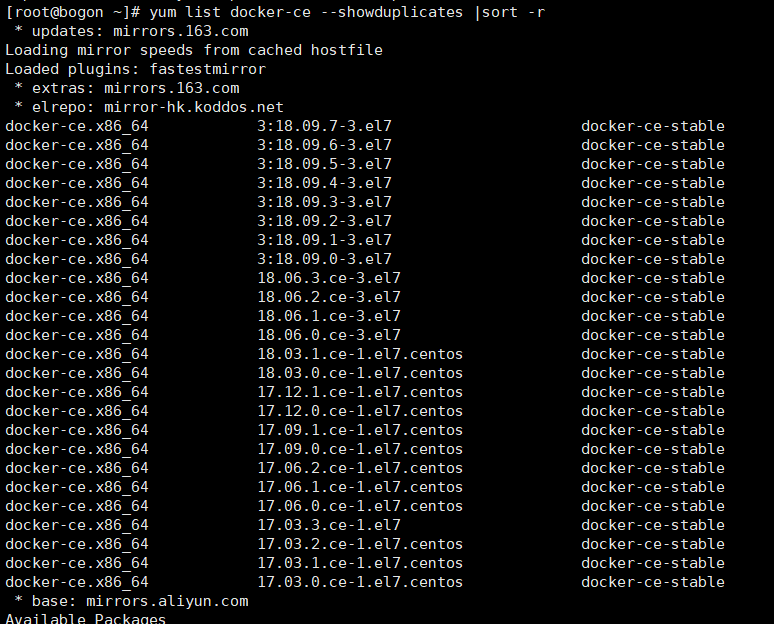 [root@bogon ~]# yum list docker-ce --showduplicates |sort -r
 * updates: mirrors.163.com
Loading mirror speeds from cached hostfile
Loaded plugins: fastestmirror
 * extras: mirrors.163.com
 * elrepo: mirror-hk.koddos.net
docker-ce.x86_64            3:18.09.7-3.el7                     docker-ce-stable
docker-ce.x86_64            3:18.09.6-3.el7                     docker-ce-stable
docker-ce.x86_64            3:18.09.5-3.el7                     docker-ce-stable
docker-ce.x86_64            3:18.09.4-3.el7                     docker-ce-stable
docker-ce.x86_64            3:18.09.3-3.el7                     docker-ce-stable
docker-ce.x86_64            3:18.09.2-3.el7                     docker-ce-stable
docker-ce.x86_64            3:18.09.1-3.el7                     docker-ce-stable
docker-ce.x86_64            3:18.09.0-3.el7                     docker-ce-stable
docker-ce.x86_64            18.06.3.ce-3.el7                    docker-ce-stable
docker-ce.x86_64            18.06.2.ce-3.el7                    docker-ce-stable
docker-ce.x86_64            18.06.1.ce-3.el7                    docker-ce-stable
docker-ce.x86_64            18.06.0.ce-3.el7                    docker-ce-stable
docker-ce.x86_64            18.03.1.ce-1.el7.centos             docker-ce-stable
docker-ce.x86_64            18.03.0.ce-1.el7.centos             docker-ce-stable
docker-ce.x86_64            17.12.1.ce-1.el7.centos             docker-ce-stable
docker-ce.x86_64            17.12.0.ce-1.el7.centos             docker-ce-stable
docker-ce.x86_64            17.09.1.ce-1.el7.centos             docker-ce-stable
docker-ce.x86_64            17.09.0.ce-1.el7.centos             docker-ce-stable
docker-ce.x86_64            17.06.2.ce-1.el7.centos             docker-ce-stable
docker-ce.x86_64            17.06.1.ce-1.el7.centos             docker-ce-stable
docker-ce.x86_64            17.06.0.ce-1.el7.centos             docker-ce-stable
docker-ce.x86_64            17.03.3.ce-1.el7                    docker-ce-stable
docker-ce.x86_64            17.03.2.ce-1.el7.centos             docker-ce-stable
docker-ce.x86_64            17.03.1.ce-1.el7.centos             docker-ce-stable
docker-ce.x86_64            17.03.0.ce-1.el7.centos             docker-ce-stable
 * base: mirrors.aliyun.com
Available Packages